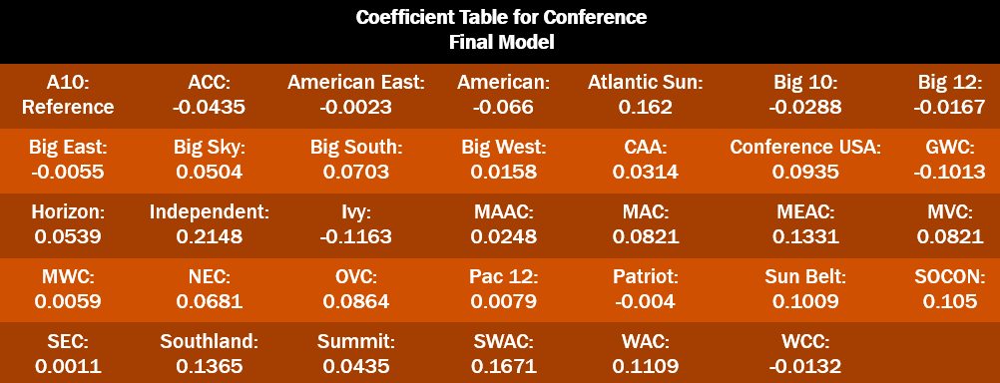 Coefficient Table for Conference
Final Model
A10: ACC: American East: American: Atlantic Sun: Big 10: Big 12:
Reference -0.0435 -0.0023 -0.066 0.162 -0.0288 -0.0167
Big East: Big Sky: Big South: Big West: CAA: Conference USA: GWC:
-0.0055 0.0504 0.0703 0.0158 0.0314 0.0935 -0.1013
Horizon: Independent: Ivy: MAAC: MAC: MEAC: MVC:
0.0539 0.2148 -0.1163 0.0248 0.0821 0.1331 0.0821
MWC: NEC: OVC: Pac 12: Patriot: Sun Belt: SOCON:
0.0059 0.0681 0.0864 0.0079 -0.004 0.1009 0.105
SEC: Southland: Summit: SWAC: WAC: WCC:
0.0011 0.1365 0.0435 0.1671 0.1109 -0.0132